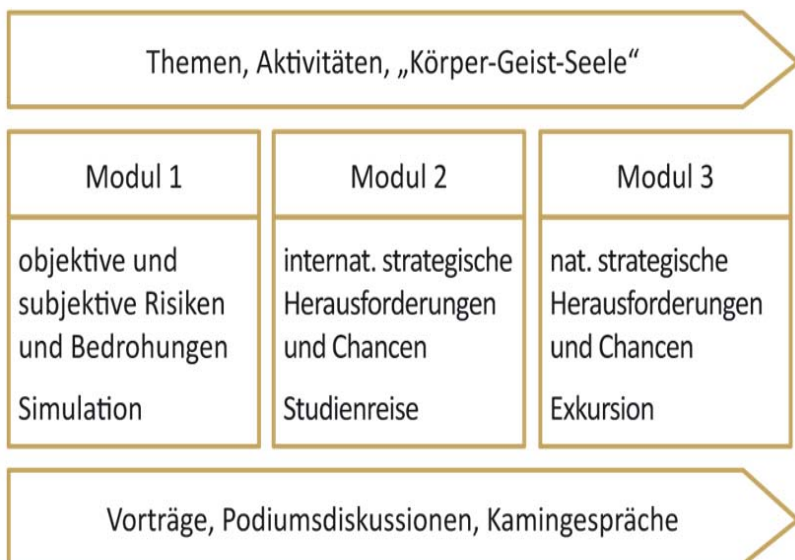 Themen, Aktivitäten, „Körper-Geist-Seele“
Modul 1
objektive und
subjektive Risiken
und Bedrohungen
Simulation
Modul 2
internat. strategische
Herausforderungen
und Chancen
Studienreise
Modul 3
nat. strategische
Herausforderungen
und Chancen
Exkursion
Vorträge, Podiumsdiskussionen, Kamingespräche